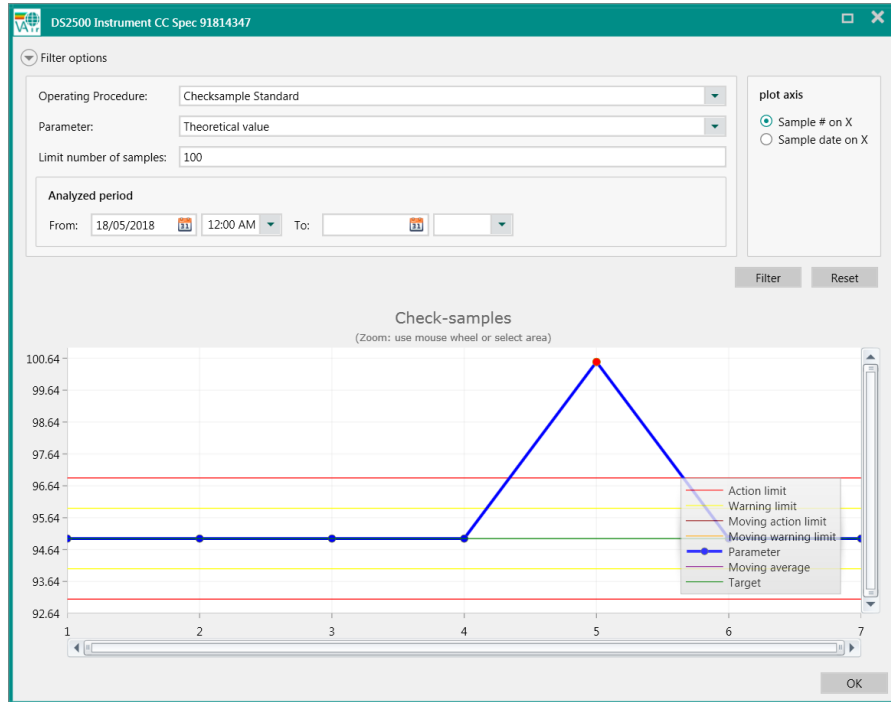 DS2500 Instrument CC Spec 91814347
Filter options
Operating Procedure: Checksample Standard
Parameter: Theoretical value
Limit number of samples: 100
Analyzed period
From: 18/05/2018 31 12:00 AM To: 31
plot axis
Sample # on X
Sample date on X
Filter Reset
Check-samples
(Zoom: use mouse wheel or select area)
100.64
99.64
98.64
97.64
96.64
95.64
94.64
93.64
92.64
Action limit
Warning limit
Moving action limit
Moving warning limit
Parameter
Moving average
Target
1 2 3 4 5 6 7
OK